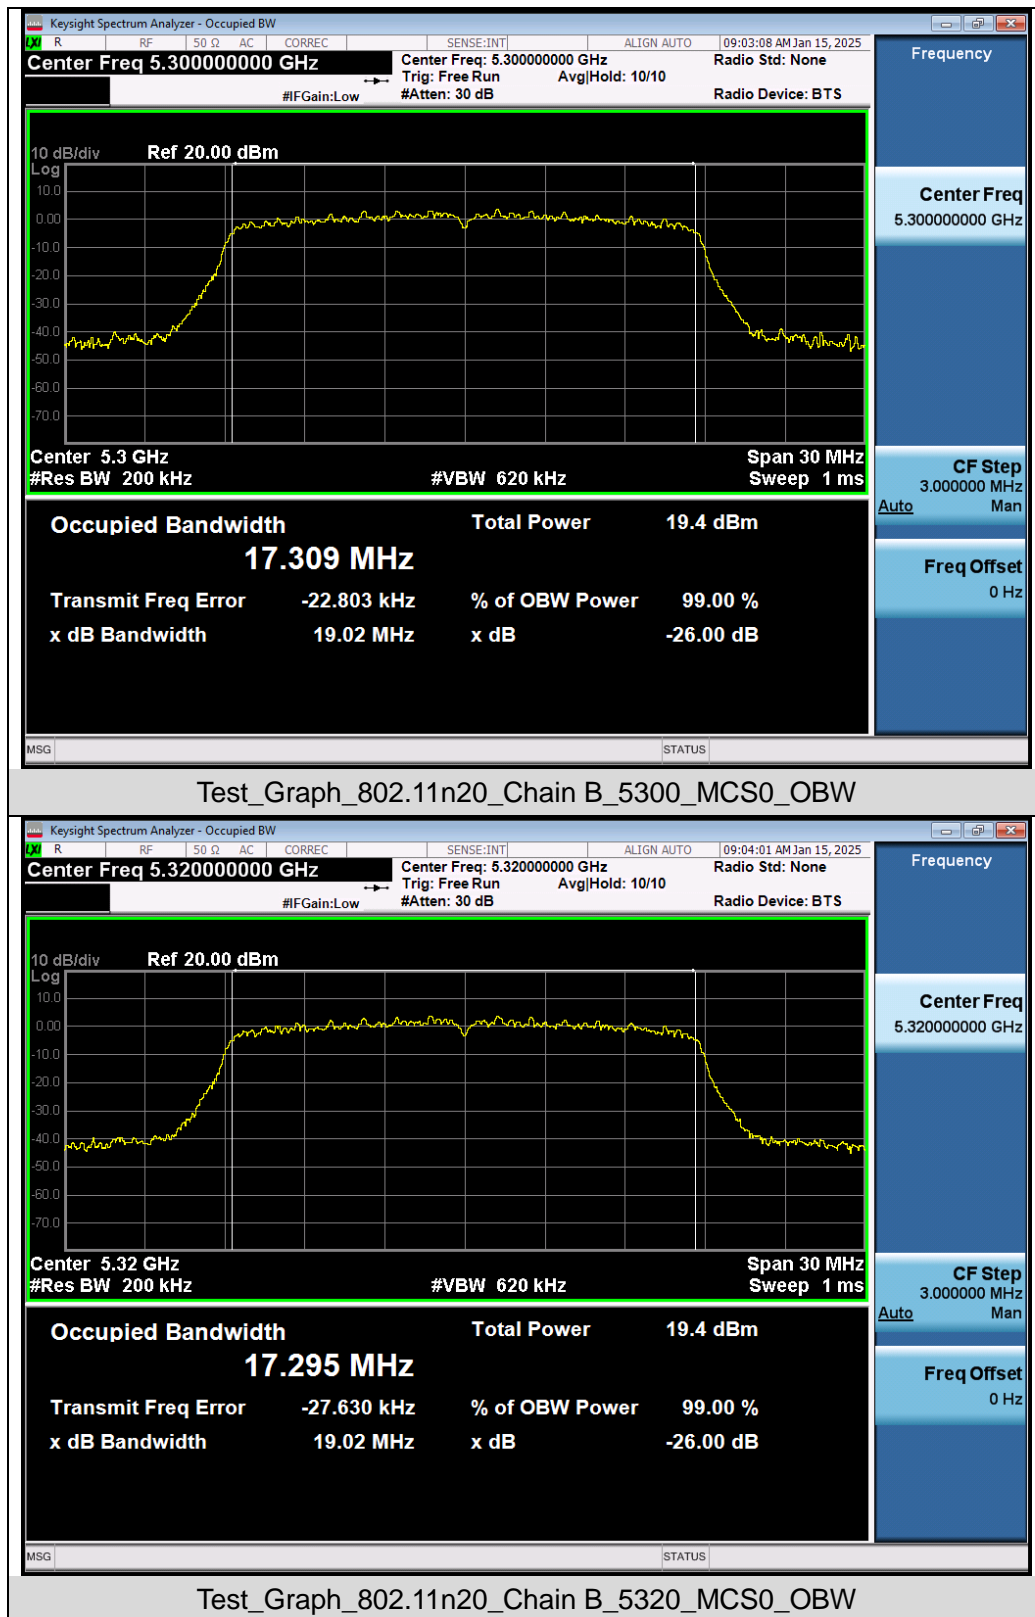 Keysight Spectrum Analyzer - Occupied BW
LXI R RF 50 Ω AC CORREC SENSE:INT ALIGN AUTO 09:03:08 AM Jan 15, 2025
Center Freq 5.300000000 GHz
Center Freq: 5.300000000 GHz Radio Std: None
Trig: Free Run Avg|Hold: 10/10
#IFGain:Low #Atten: 30 dB Radio Device: BTS
Frequency
10 dB/div Ref 20.00 dBm
Log
10.0
0.00
-10.0
-20.0
-30.0
-40.0
-50.0
-60.0
-70.0
Center 5.3 GHz Span 30 MHz
#Res BW 200 kHz #VBW 620 kHz Sweep 1 ms
Center Freq
5.300000000 GHz
CF Step
3.000000 MHz
Auto Man
Freq Offset
0 Hz
Occupied Bandwidth Total Power 19.4 dBm
17.309 MHz
Transmit Freq Error -22.803 kHz % of OBW Power 99.00 %
x dB Bandwidth 19.02 MHz x dB -26.00 dB
MSG STATUS
Test_Graph_802.11n20_Chain B_5300_MCS0_OBW
Keysight Spectrum Analyzer - Occupied BW
LXI R RF 50 Ω AC CORREC SENSE:INT ALIGN AUTO 09:04:01 AM Jan 15, 2025
Center Freq 5.320000000 GHz
Center Freq: 5.320000000 GHz Radio Std: None
Trig: Free Run Avg|Hold: 10/10
#IFGain:Low #Atten: 30 dB Radio Device: BTS
Frequency
10 dB/div Ref 20.00 dBm
Log
10.0
0.00
-10.0
-20.0
-30.0
-40.0
-50.0
-60.0
-70.0
Center 5.32 GHz Span 30 MHz
#Res BW 200 kHz #VBW 620 kHz Sweep 1 ms
Center Freq
5.320000000 GHz
CF Step
3.000000 MHz
Auto Man
Freq Offset
0 Hz
Occupied Bandwidth Total Power 19.4 dBm
17.295 MHz
Transmit Freq Error -27.630 kHz % of OBW Power 99.00 %
x dB Bandwidth 19.02 MHz x dB -26.00 dB
MSG STATUS
Test_Graph_802.11n20_Chain B_5320_MCS0_OBW